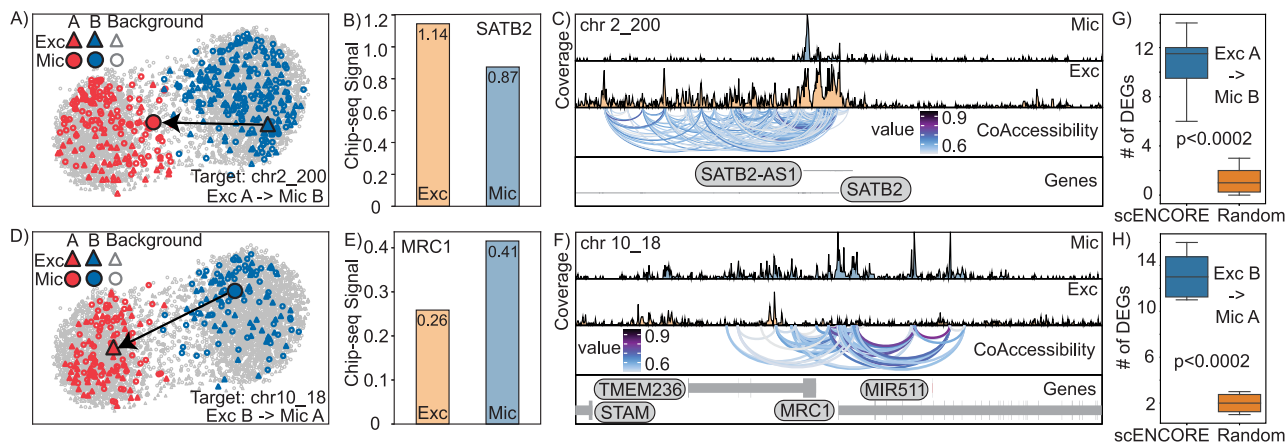 A)
A B Background
Exc
Mic
Target: chr2_200
Exc A -> Mic B
B)
Chip-seq Signal
1.2
1.0
0.8
0.6
0.4
0.2
0
1.14
SATB2
0.87
Exc
Mic
C)
chr 2_200
Mic
Exc
Coverage
value
0.9
0.6
CoAccessibility
SATB2-AS1
SATB2
Genes
G)
# of DEGs
12
8
4
0
Exc A
->
Mic B
p<0.0002
scENCORE Random
D)
A B Background
Exc
Mic
Target: chr10_18
Exc B -> Mic A
E)
Chip-seq Signal
0.4
0.3
0.2
0.1
0
MRC1
0.41
0.26
Exc
Mic
F)
chr 10_18
Mic
Exc
Coverage
value
0.9
0.6
CoAccessibility
TMEM236
MIR511
Genes
STAM
MRC1
H)
# of DEGs
14
10
6
2
Exc B
->
Mic A
p<0.0002
scENCORE Random